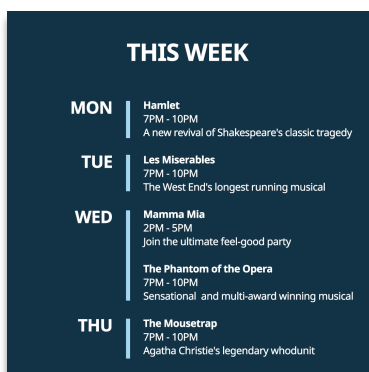 THIS WEEK
MON
Hamlet
7PM - 10PM
A new revival of Shakespeare's classic tragedy
TUE
Les Miserables
7PM - 10PM
The West End's longest running musical
WED
Mamma Mia
2PM - 5PM
Join the ultimate feel-good party
The Phantom of the Opera
7PM - 10PM
Sensational and multi-award winning musical
THU
The Mousetrap
7PM - 10PM
Agatha Christie's legendary whodunit